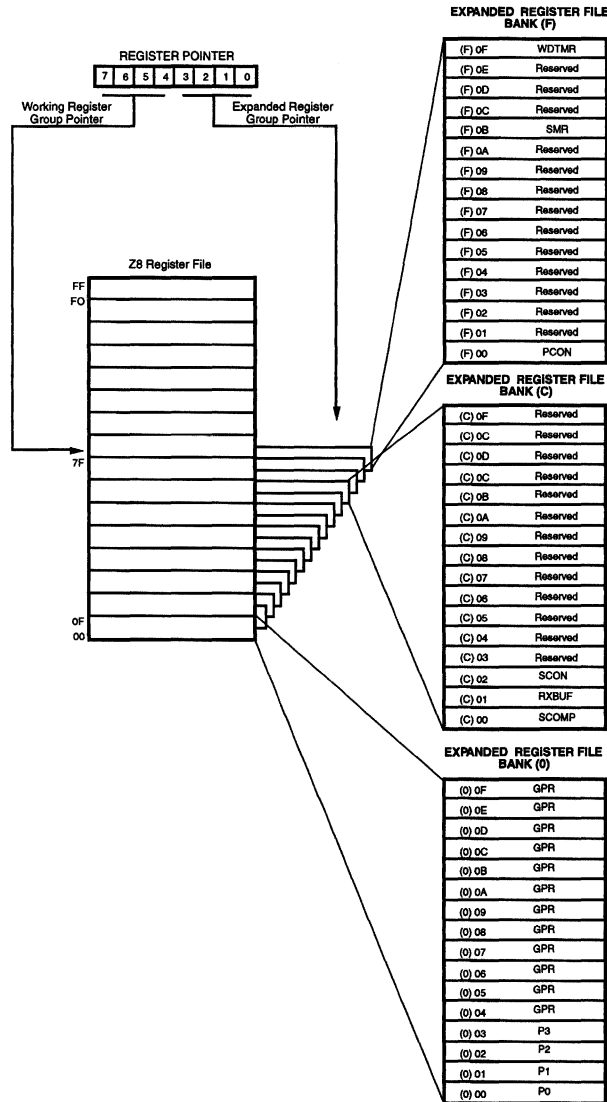 REGISTER POINTER
7 6 5 4 3 2 1 0
Working Register
Group Pointer
Expanded Register
Group Pointer
Z8 Register File
FF
FO
7F
0F
00
EXPANDED REGISTER FILE
BANK (F)
(F) 0F WDTMR
(F) 0E Reserved
(F) 0D Reserved
(F) 0C Reserved
(F) 0B SMR
(F) 0A Reserved
(F) 09 Reserved
(F) 08 Reserved
(F) 07 Reserved
(F) 06 Reserved
(F) 05 Reserved
(F) 04 Reserved
(F) 03 Reserved
(F) 02 Reserved
(F) 01 Reserved
(F) 00 PCON
EXPANDED REGISTER FILE
BANK (C)
(C) 0F Reserved
(C) 0C Reserved
(C) 0D Reserved
(C) 0C Reserved
(C) 0B Reserved
(C) 0A Reserved
(C) 09 Reserved
(C) 08 Reserved
(C) 07 Reserved
(C) 06 Reserved
(C) 05 Reserved
(C) 04 Reserved
(C) 03 Reserved
(C) 02 SCON
(C) 01 RXBUF
(C) 00 SCOMP
EXPANDED REGISTER FILE
BANK (0)
(0) 0F GPR
(0) 0E GPR
(0) 0D GPR
(0) 0C GPR
(0) 0B GPR
(0) 0A GPR
(0) 09 GPR
(0) 08 GPR
(0) 07 GPR
(0) 06 GPR
(0) 05 GPR
(0) 04 GPR
(0) 03 P3
(0) 02 P2
(0) 01 P1
(0) 00 P0